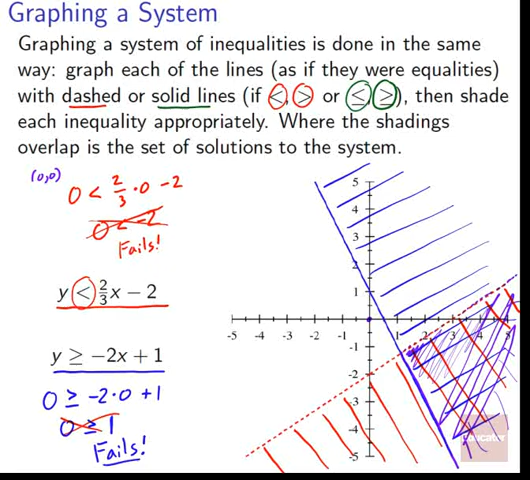 Graphing a System
Graphing a system of inequalities is done in the same
way: graph each of the lines (as if they were equalities)
with dashed or solid lines (if <, > or ≤, ≥), then shade
each inequality appropriately. Where the shadings
overlap is the set of solutions to the system.
(0,0)
0 < 2/3 · 0 - 2
0 < -2
Fails!
y < 2/3x − 2
y ≥ −2x + 1
0 ≥ -2·0 +1
0 ≥ 1
Fails!
5
4
3
2
1
-5 -4 -3 -2 -1 1 2 3 4 5
-1
-2
-3
-4
-5
educator